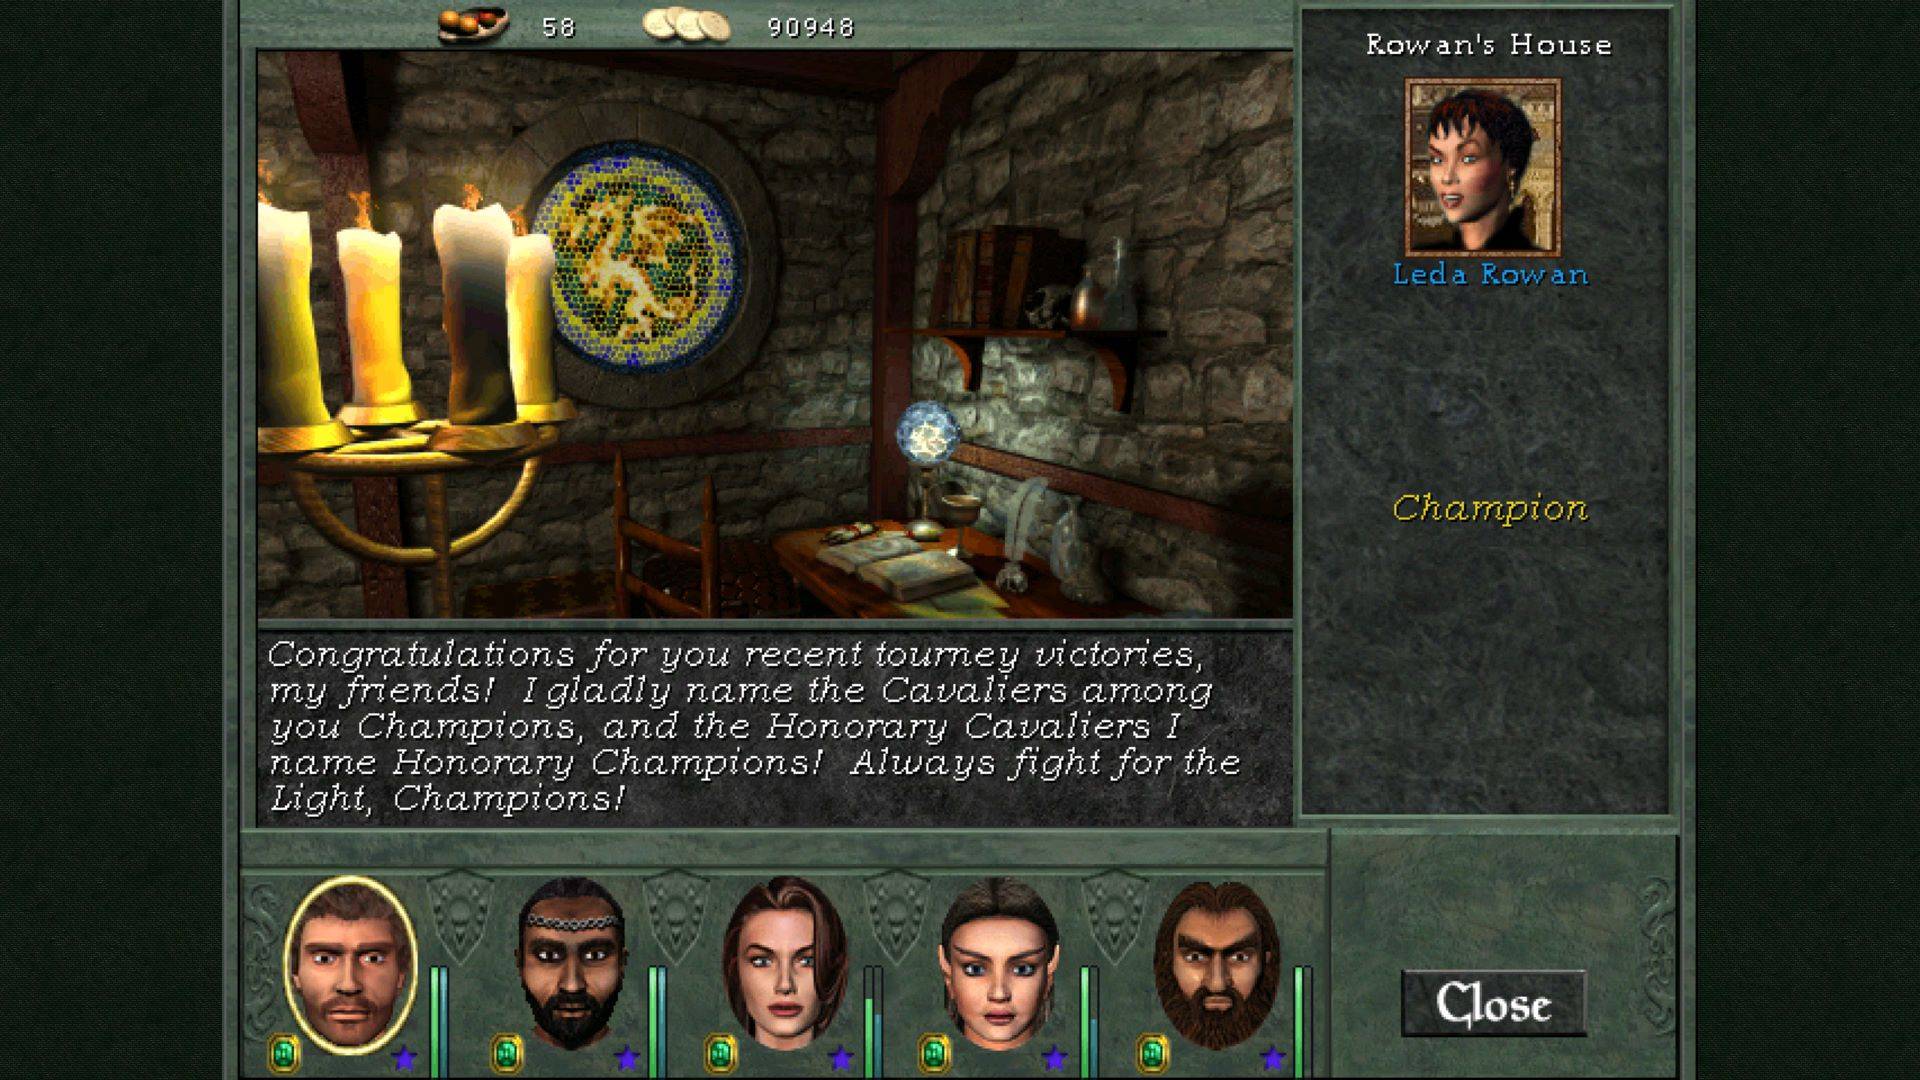 58 90948
Rowan's House
Leda Rowan
Champion
Congratulations for you recent tourney victories,
my friends! I gladly name the Cavaliers among
you Champions, and the Honorary Cavaliers I
name Honorary Champions! Always fight for the
Light, Champions!
Close